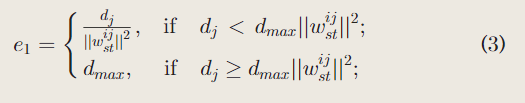 e_1 = { \frac{d_j}{||w_{st}^{ij}||^2}, if d_j < d_{max}||w_{st}^{ij}||^2;
d_{max}, if d_j ≥ d_{max}||w_{st}^{ij}||^2; (3)